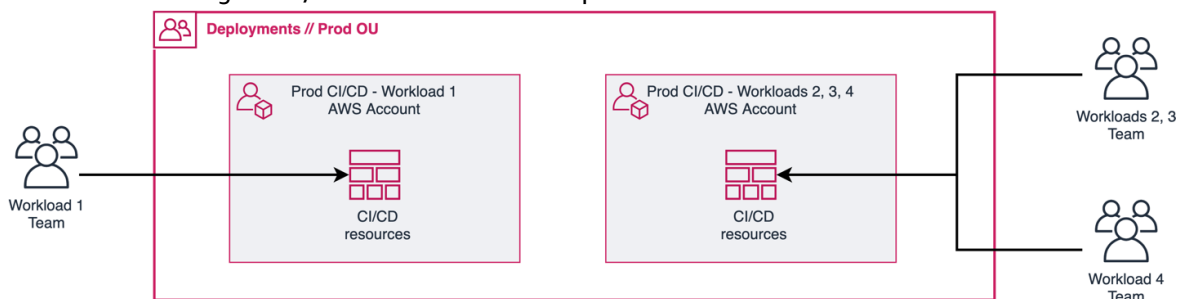 Deployments // Prod OU
Prod CI/CD - Workload 1
AWS Account
Prod CI/CD - Workloads 2, 3, 4
AWS Account
CI/CD
resources
CI/CD
resources
Workload 1
Team
Workloads 2, 3
Team
Workload 4
Team